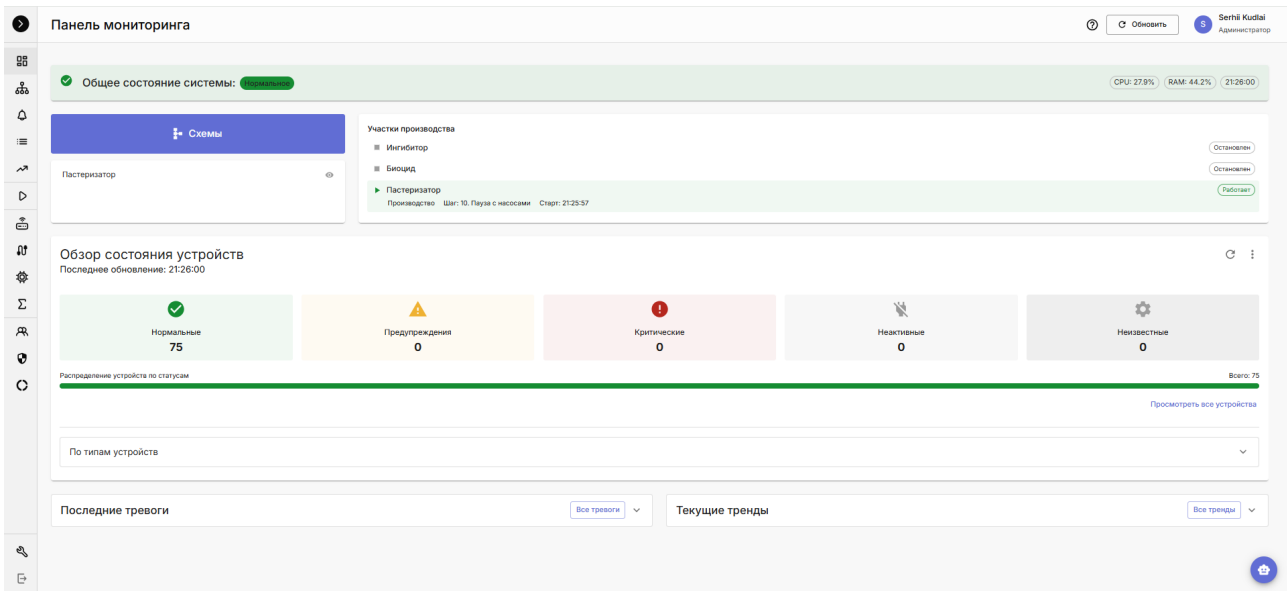 Панель мониторинга
Обновить
S
Serhii Kudlai
Администратор
Общее состояние системы: Нормальное
CPU: 27.9% RAM: 44.2% 21:26:00
Схемы
Пастеризатор
Участки производства
Ингибитор Остановлен
Биоцид Остановлен
Пастеризатор Работает
Производство Шаг: 10. Пауза с насосами Старт: 21:25:57
Обзор состояния устройств
Последнее обновление: 21:26:00
Нормальные
75
Предупреждения
0
Критические
0
Неактивные
0
Неизвестные
0
Распределение устройств по статусам Всего: 75
Просмотреть все устройства
По типам устройств
Последние тревоги Все тревоги
Текущие тренды Все тренды